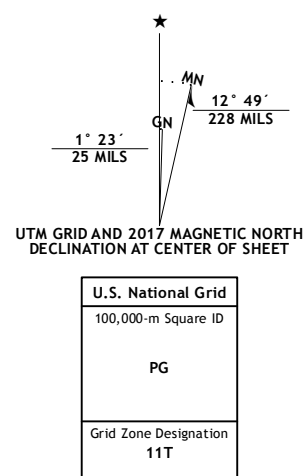 ★
MN
GN
12° 49´
228 MILS
1° 23´
25 MILS
UTM GRID AND 2017 MAGNETIC NORTH
DECLINATION AT CENTER OF SHEET
U.S. National Grid
100,000-m Square ID
PG
Grid Zone Designation
11T